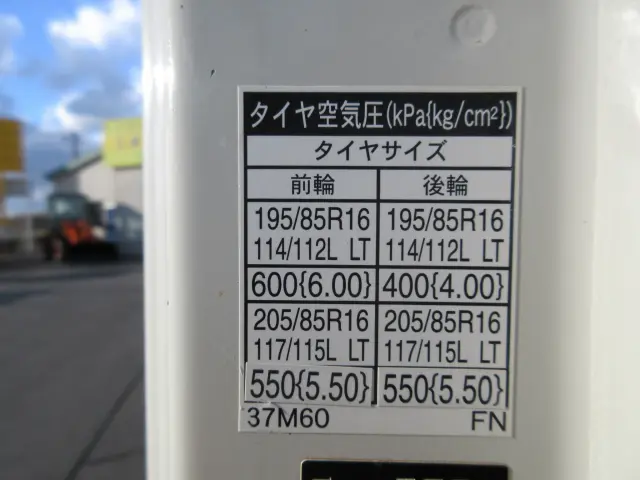 タイヤ空気圧(kPa{kg/cm²})
タイヤサイズ
前輪 後輪
195/85R16 195/85R16
114/112L LT 114/112L LT
600{6.00} 400{4.00}
205/85R16 205/85R16
117/115L LT 117/115L LT
550{5.50} 550{5.50}
37M60 FN